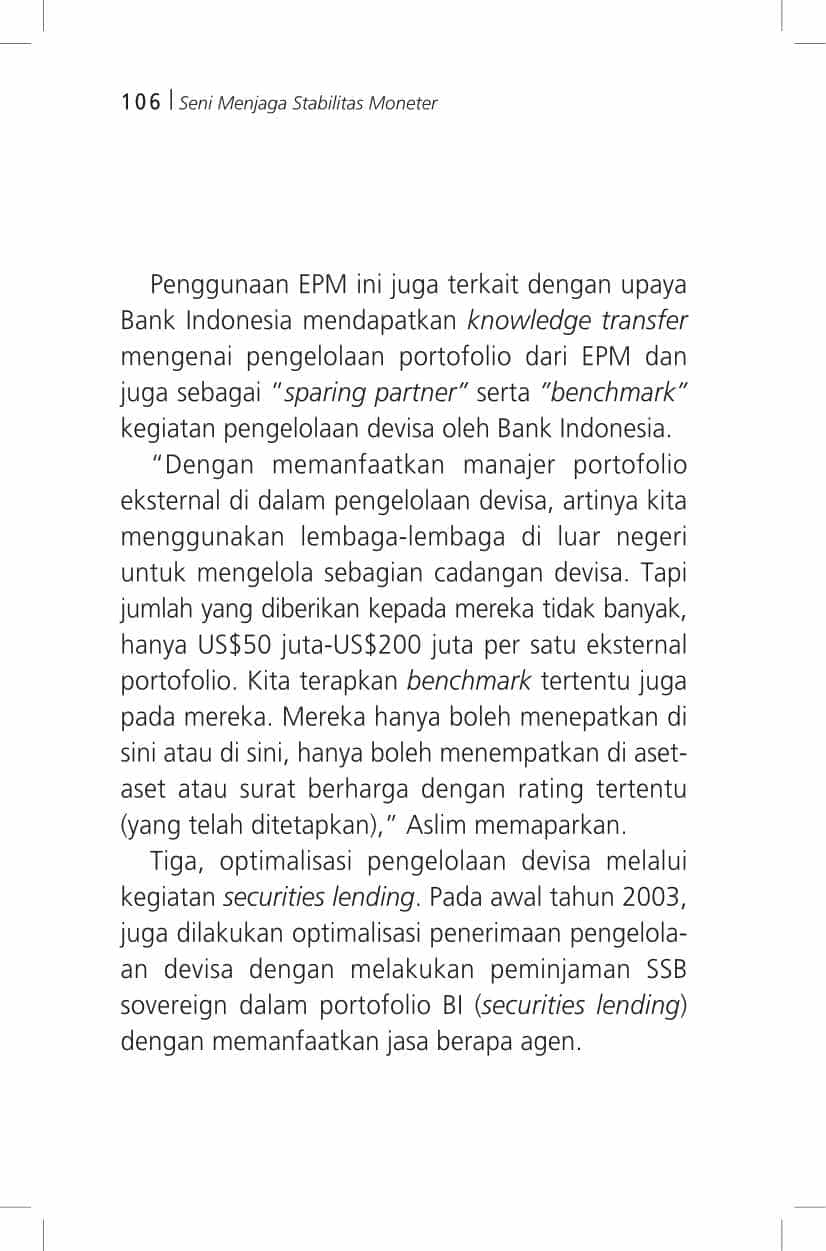 106 | Seni Menjaga Stabilitas Moneter
Penggunaan EPM ini juga terkait dengan upaya
Bank Indonesia mendapatkan knowledge transfer
mengenai pengelolaan portofolio dari EPM dan
juga sebagai “sparing partner” serta ”benchmark”
kegiatan pengelolaan devisa oleh Bank Indonesia.
“Dengan memanfaatkan manajer portofolio
eksternal di dalam pengelolaan devisa, artinya kita
menggunakan lembaga-lembaga di luar negeri
untuk mengelola sebagian cadangan devisa. Tapi
jumlah yang diberikan kepada mereka tidak banyak,
hanya US$50 juta-US$200 juta per satu eksternal
portofolio. Kita terapkan benchmark tertentu juga
pada mereka. Mereka hanya boleh menepatkan di
sini atau di sini, hanya boleh menempatkan di aset-
aset atau surat berharga dengan rating tertentu
(yang telah ditetapkan),” Aslim memaparkan.
Tiga, optimalisasi pengelolaan devisa melalui
kegiatan securities lending. Pada awal tahun 2003,
juga dilakukan optimalisasi penerimaan pengelola-
an devisa dengan melakukan peminjaman SSB
sovereign dalam portofolio BI (securities lending)
dengan memanfaatkan jasa berapa agen.